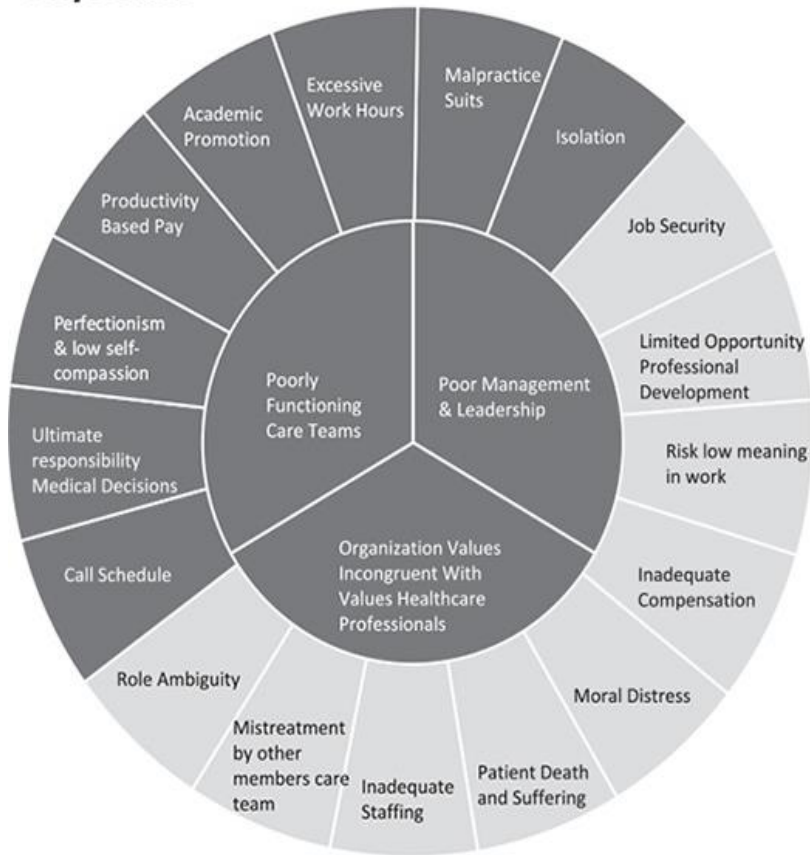 Excessive
Work Hours
Malpractice
Suits
Isolation
Job Security
Limited Opportunity
Professional
Development
Risk low meaning
in work
Inadequate
Compensation
Moral Distress
Patient Death
and Suffering
Inadequate
Staffing
Mistreatment
by other
members care
team
Role Ambiguity
Call Schedule
Ultimate
responsibility
Medical Decisions
Perfectionism
& low self-
compassion
Productivity
Based Pay
Academic
Promotion
Poorly
Functioning
Care Teams
Poor Management
& Leadership
Organization Values
Incongruent With
Values Healthcare
Professionals